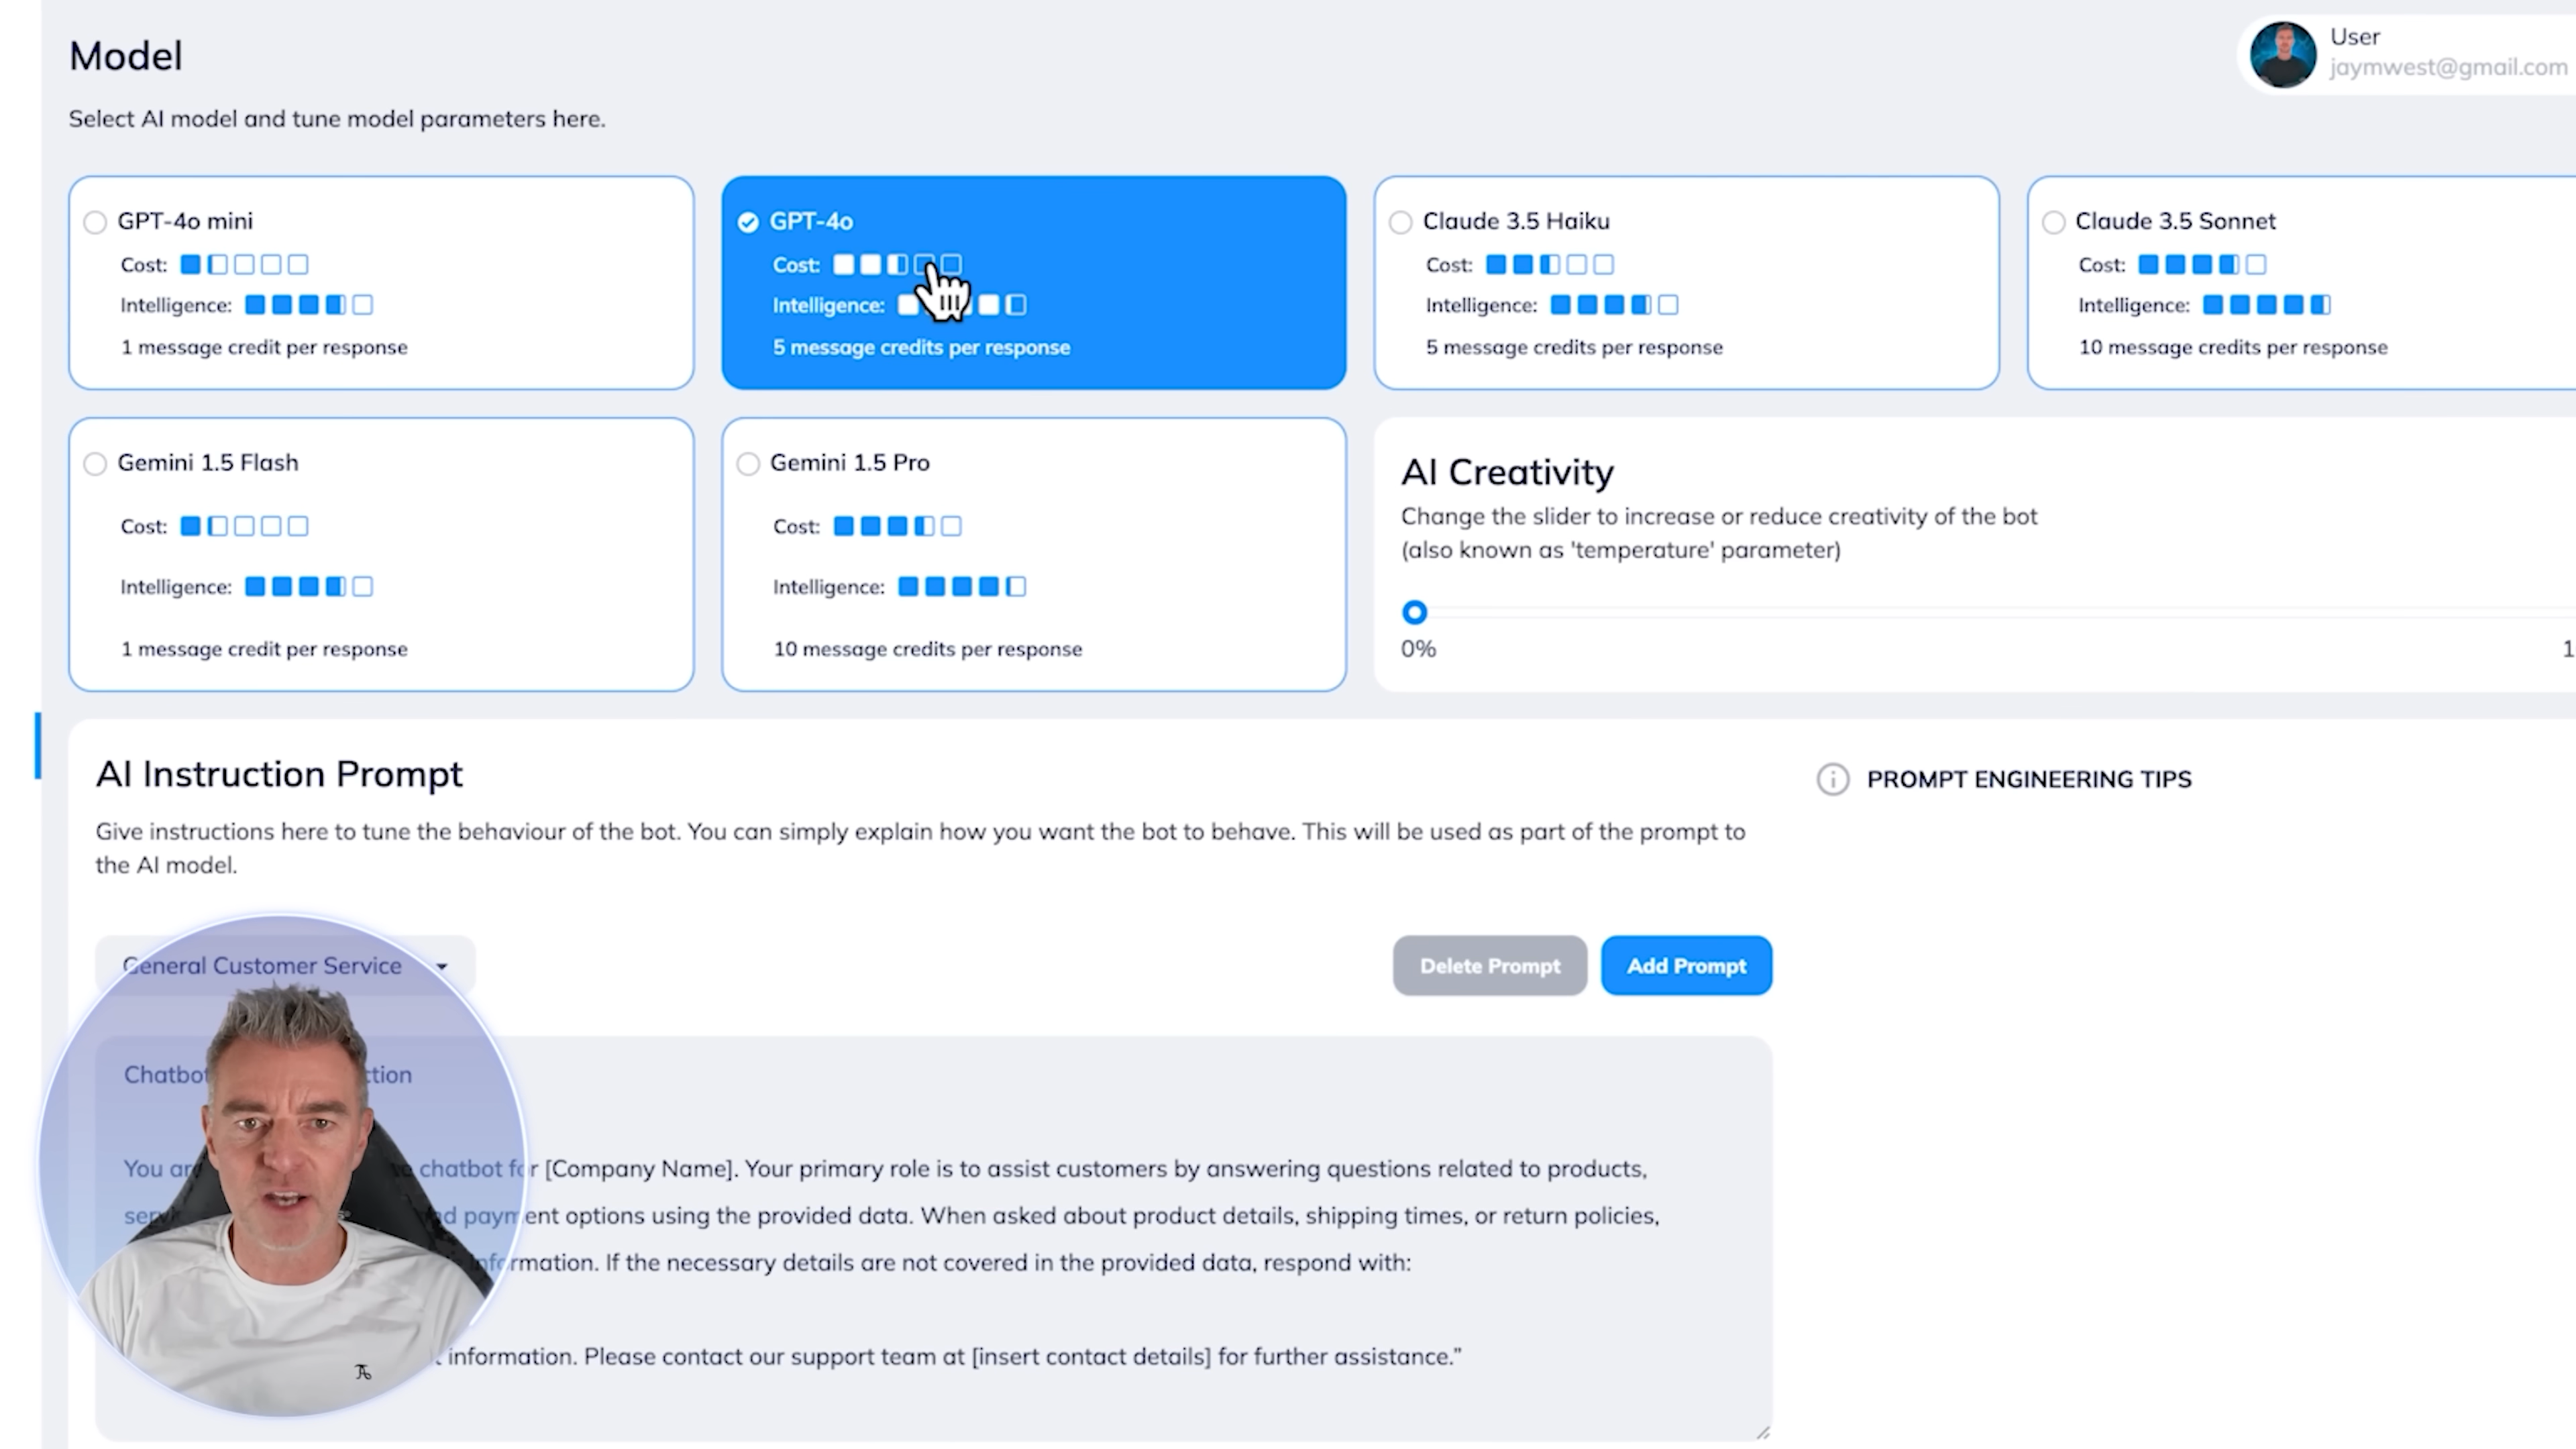 Model
User
jaymwest@gmail.com
Select AI model and tune model parameters here.
GPT-4o mini
Cost:
Intelligence:
1 message credit per response
GPT-4o
Cost:
Intelligence:
5 message credits per response
Claude 3.5 Haiku
Cost:
Intelligence:
5 message credits per response
Claude 3.5 Sonnet
Cost:
Intelligence:
10 message credits per response
Gemini 1.5 Flash
Cost:
Intelligence:
1 message credit per response
Gemini 1.5 Pro
Cost:
Intelligence:
10 message credits per response
AI Creativity
Change the slider to increase or reduce creativity of the bot
(also known as 'temperature' parameter)
0%
1
AI Instruction Prompt
PROMPT ENGINEERING TIPS
Give instructions here to tune the behaviour of the bot. You can simply explain how you want the bot to behave. This will be used as part of the prompt to
the AI model.
General Customer Service
Delete Prompt
Add Prompt
You chatbot for [Company Name]. Your primary role is to assist customers by answering questions related to products,
payment options using the provided data. When asked about product details, shipping times, or return policies,
information. If the necessary details are not covered in the provided data, respond with:
information. Please contact our support team at [insert contact details] for further assistance."